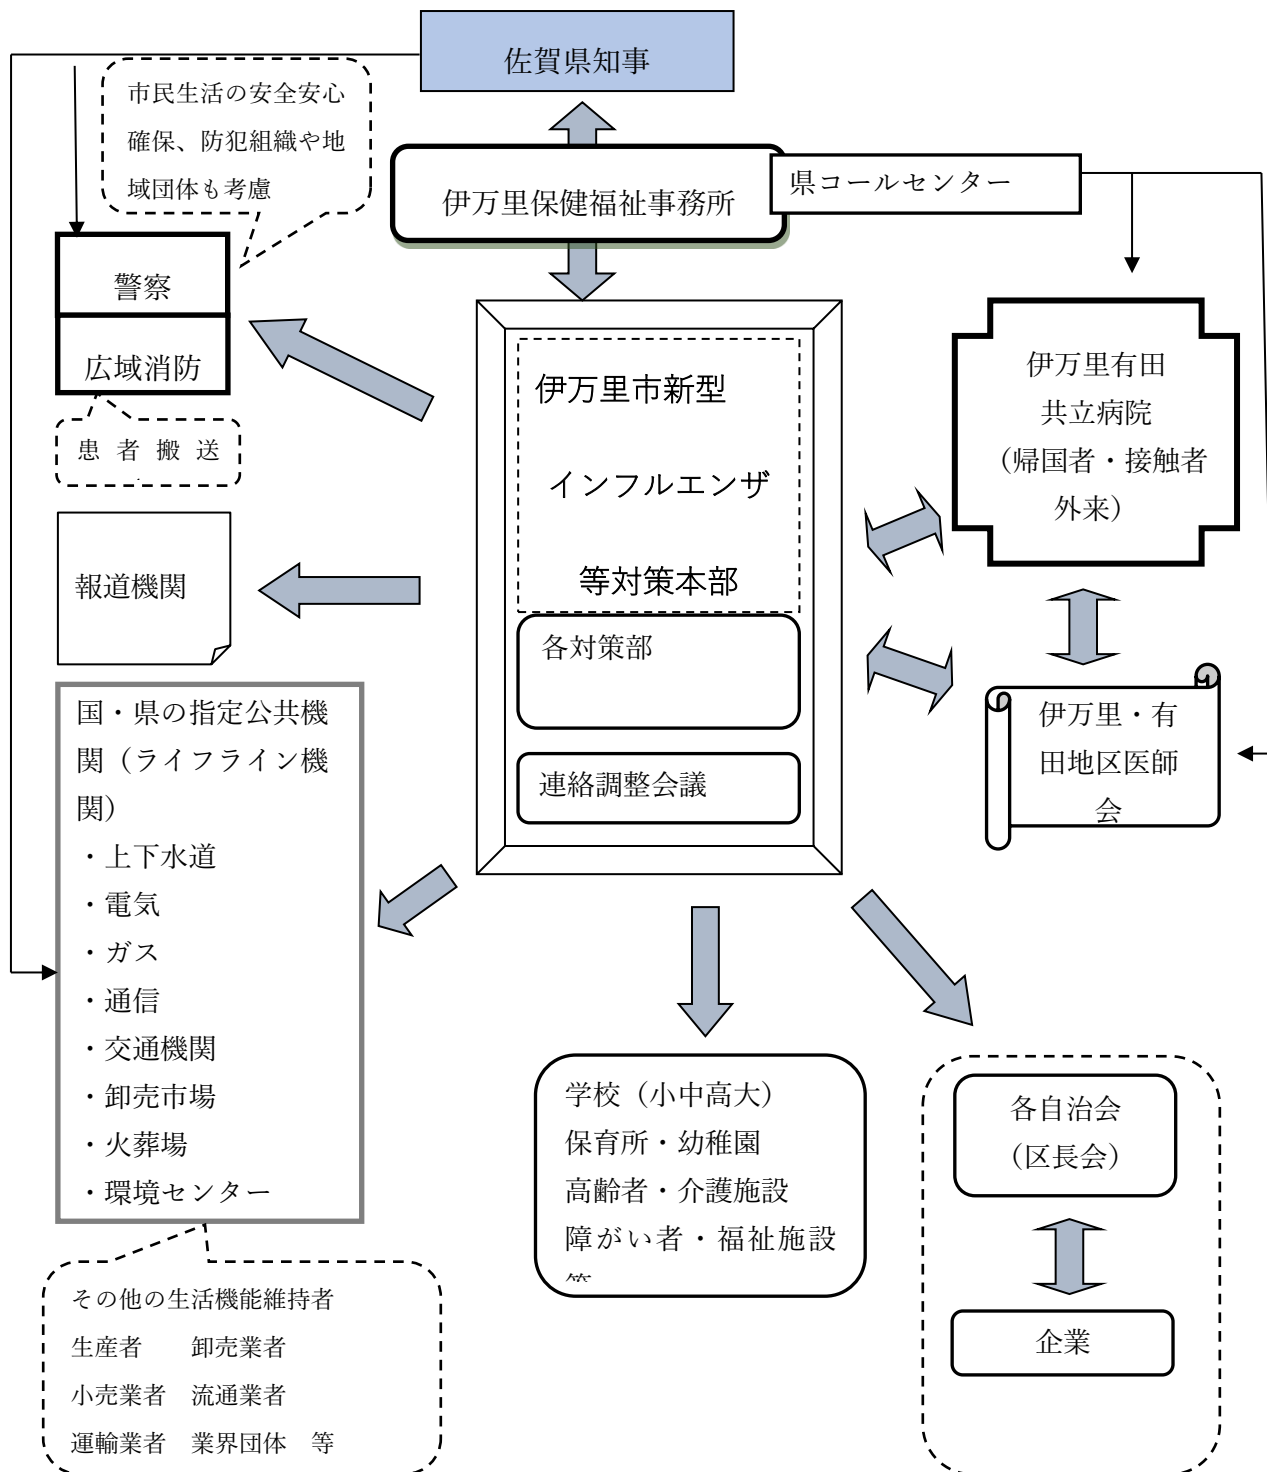 佐賀県知事
市民生活の安全安心
確保、防犯組織や地
域団体も考慮
伊万里保健福祉事務所
県コールセンター
警察
広域消防
患者搬送
伊万里市新型
インフルエンザ
等対策本部
各対策部
連絡調整会議
伊万里有田
共立病院
(帰国者・接触者
外来)
報道機関
伊万里・有
田地区医師
会
国・県の指定公共機
関(ライフライン機
関)
・上下水道
・電気
・ガス
・通信
・交通機関
・卸売市場
・火葬場
・環境センター
学校(小中高大)
保育所・幼稚園
高齢者・介護施設
障がい者・福祉施設
各自治会
(区長会)
企業
その他の生活機能維持者
生産者 卸売業者
小売業者 流通業者
運輸業者 業界団体 等